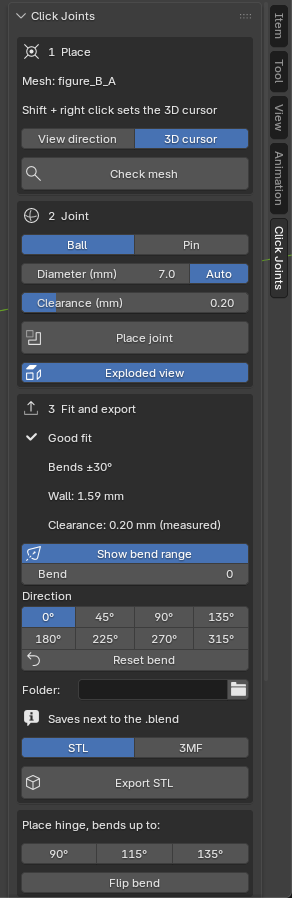 Click Joints
1 Place
Mesh: figure_B_A
Shift + right click sets the 3D cursor
View direction 3D cursor
Check mesh
2 Joint
Ball Pin
Diameter (mm) 7.0 Auto
Clearance (mm) 0.20
Place joint
Exploded view
3 Fit and export
Good fit
Bends ±30°
Wall: 1.59 mm
Clearance: 0.20 mm (measured)
Show bend range
Bend 0
Direction
0° 45° 90° 135°
180° 225° 270° 315°
Reset bend
Folder:
Saves next to the .blend
STL 3MF
Export STL
Place hinge, bends up to:
90° 115° 135°
Flip bend
Item
Tool
View
Animation
Click Joints